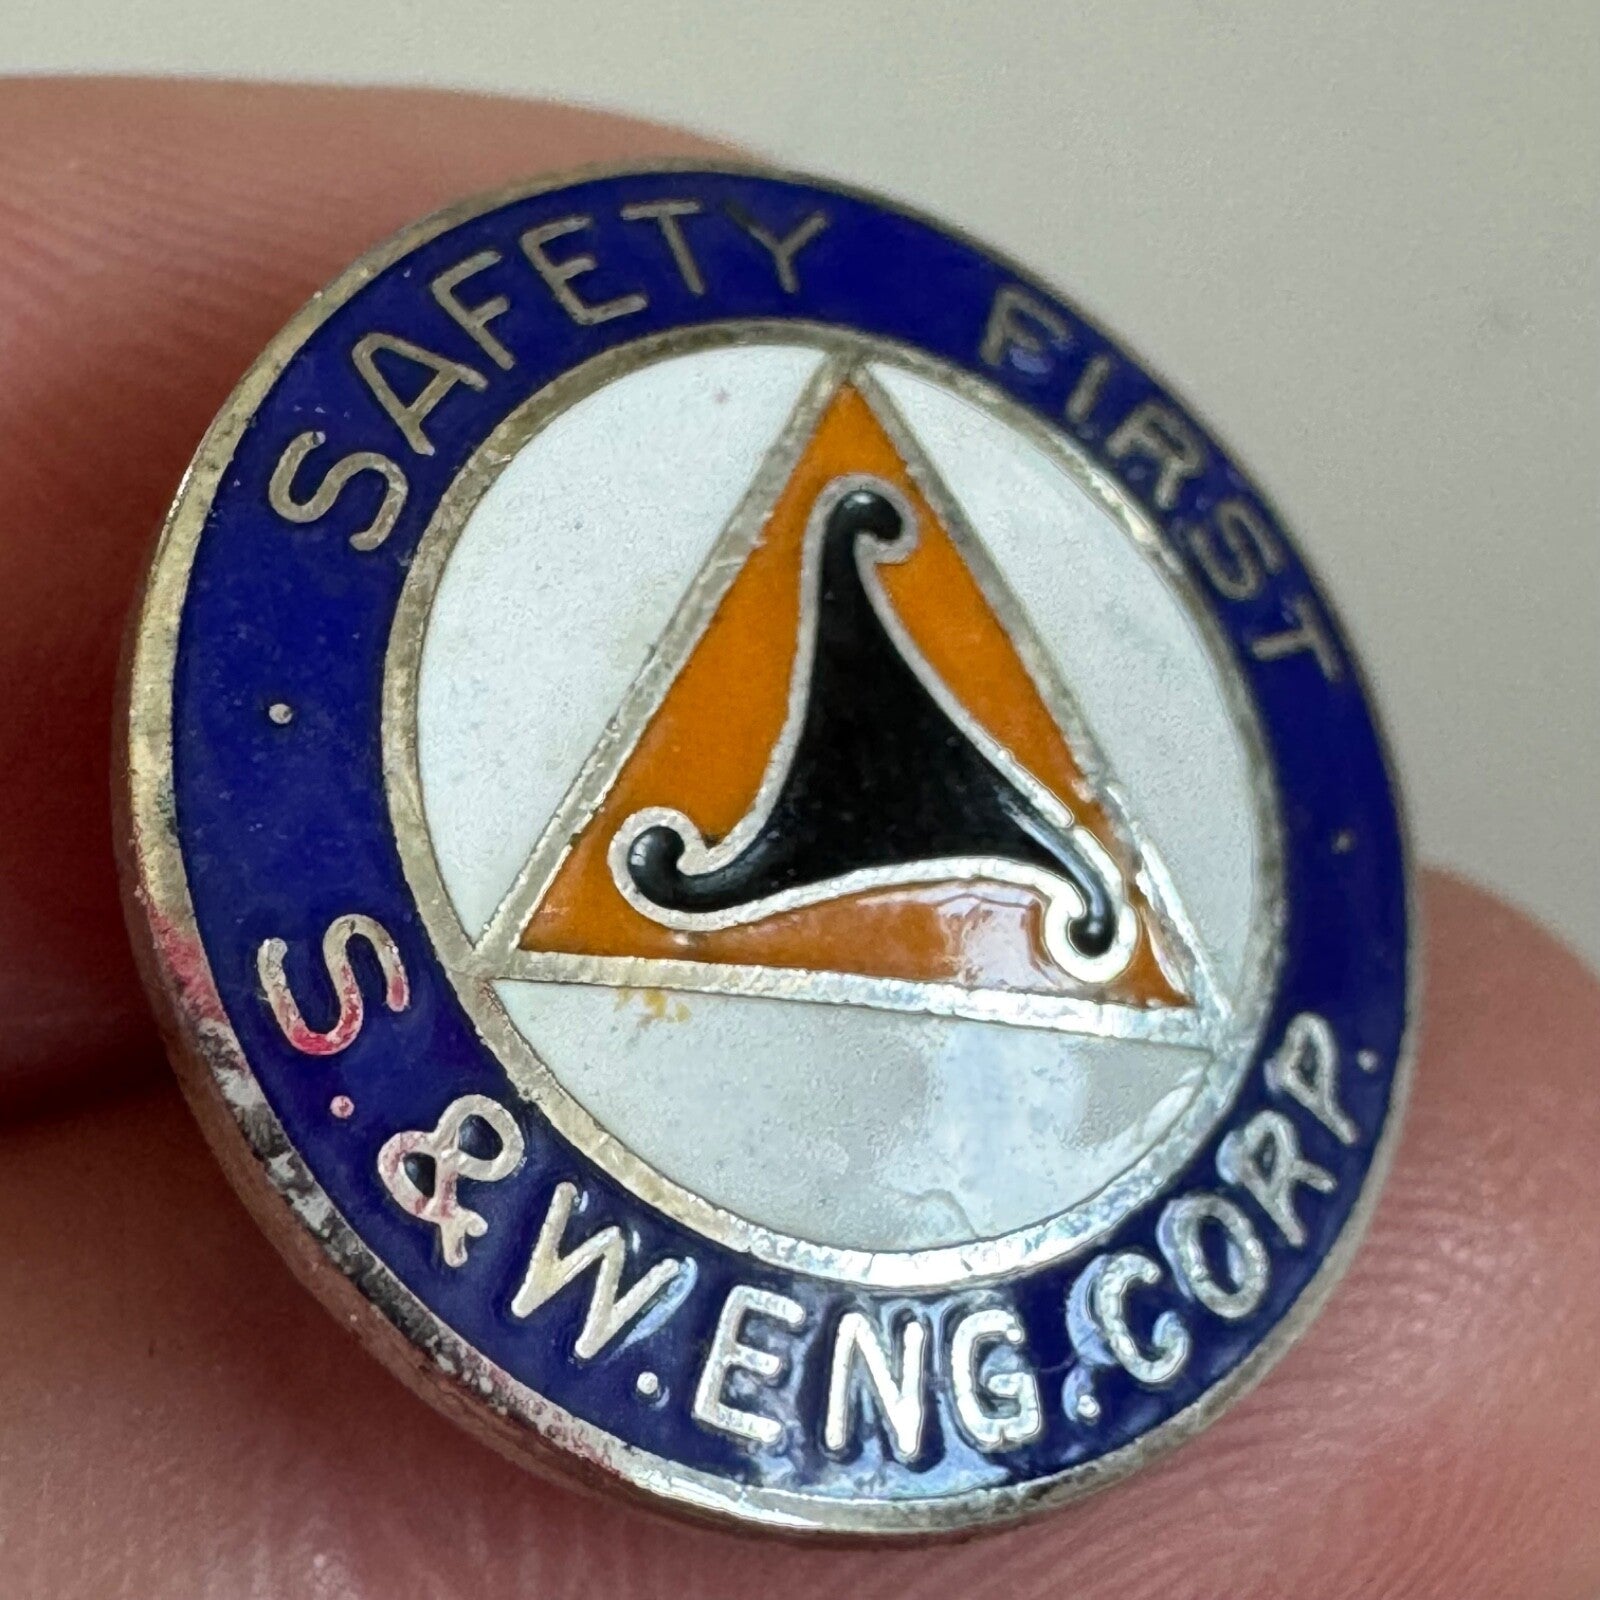 SAFETY FIRST
S. & W. ENG. CORP.